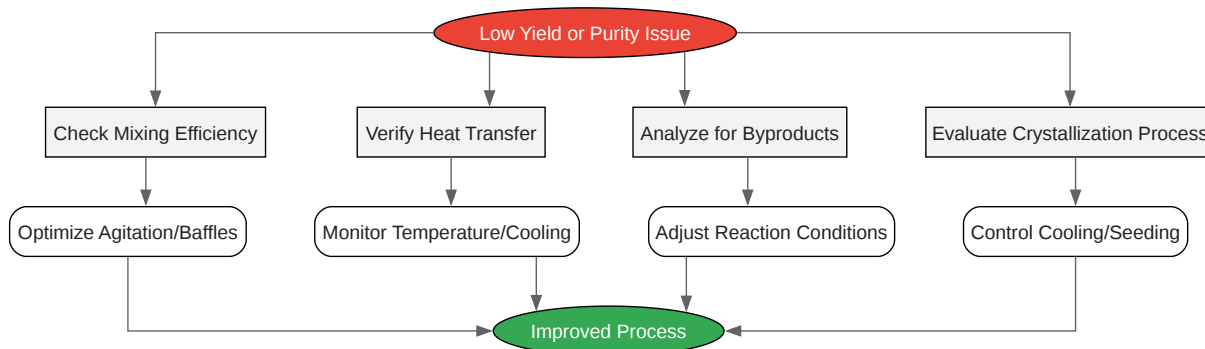 Low Yield or Purity Issue
Check Mixing Efficiency
Verify Heat Transfer
Analyze for Byproducts
Evaluate Crystallization Process
Optimize Agitation/Baffles
Monitor Temperature/Cooling
Adjust Reaction Conditions
Control Cooling/Seeding
Improved Process